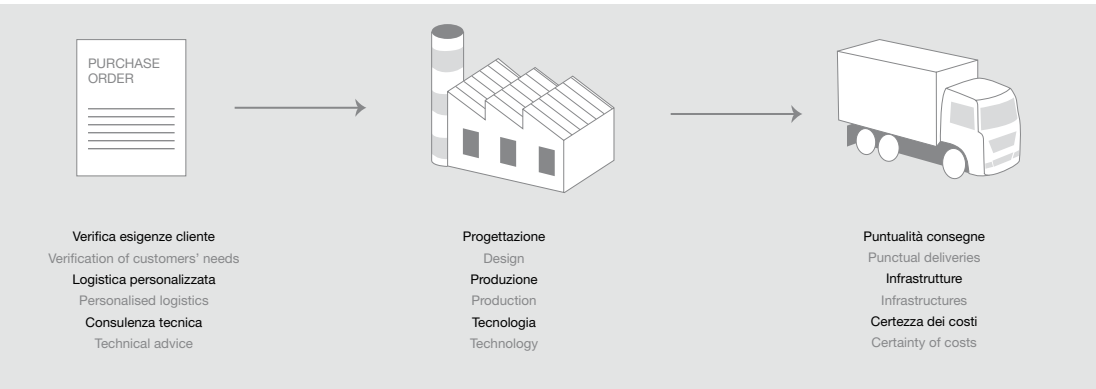 PURCHASE
ORDER
Verifica esigenze cliente
Verification of customers' needs
Logistica personalizzata
Personalised logistics
Consulenza tecnica
Technical advice
Progettazione
Design
Produzione
Production
Tecnologia
Technology
Puntualità consegne
Punctual deliveries
Infrastrutture
Infrastructures
Certezza dei costi
Certainty of costs